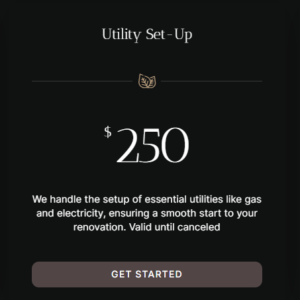 Utility Set-Up
$250
We handle the setup of essential utilities like gas
and electricity, ensuring a smooth start to your
renovation. Valid until canceled
GET STARTED